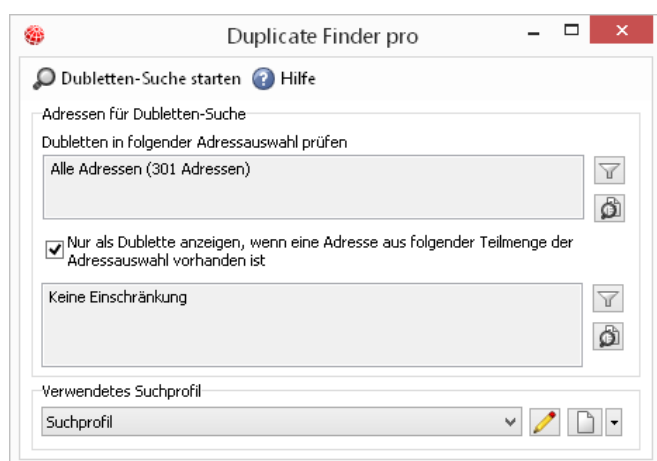 Duplicate Finder pro
Dubletten-Suche starten Hilfe
Adressen für Dubletten-Suche
Dubletten in folgender Adressauswahl prüfen
Alle Adressen (301 Adressen)
Nur als Dublette anzeigen, wenn eine Adresse aus folgender Teilmenge der
Adressauswahl vorhanden ist
Keine Einschränkung
Verwendetes Suchprofil
Suchprofil